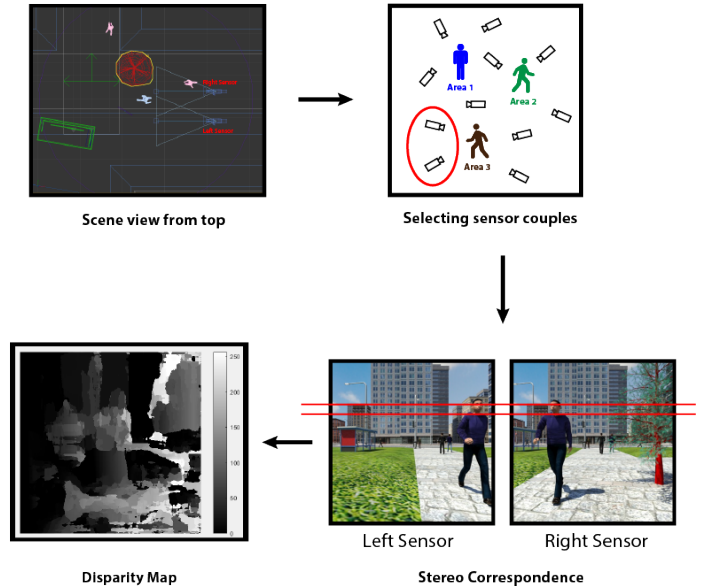 Right Sensor
Left Sensor
Scene view from top
Area 1
Area 2
Area 3
Selecting sensor couples
250
200
150
100
50
0
Disparity Map
Left Sensor
Right Sensor
Stereo Correspondence